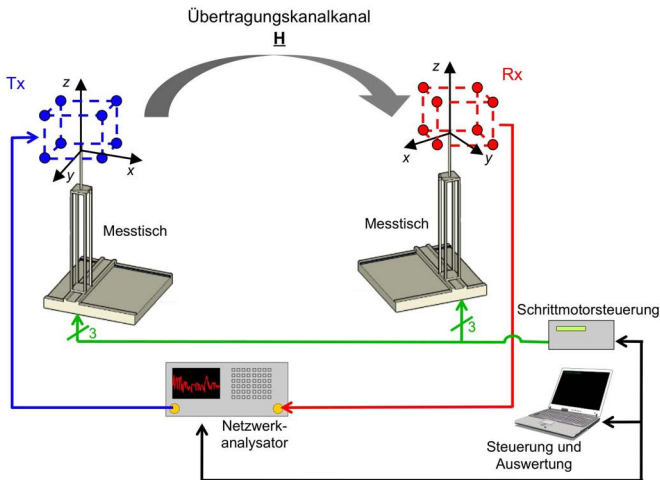 Übertragungskanalkanal
H
Tx
Rx
z
z
x
y
x
y
Messtisch
Messtisch
3
3
Schrittmotorsteuerung
Netzwerk-
analysator
Steuerung und
Auswertung